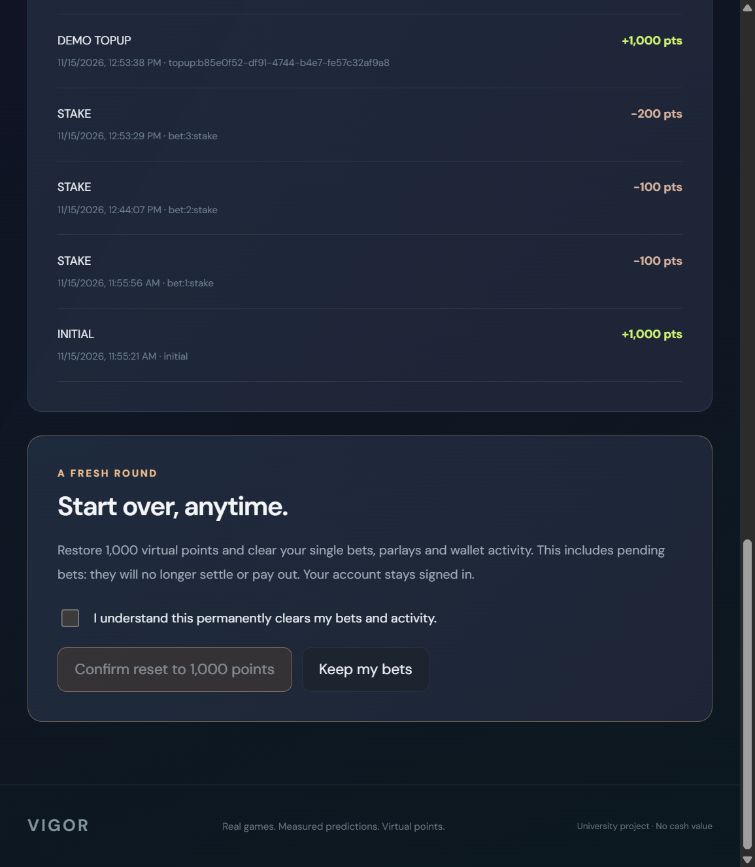 DEMO TOPUP
+1,000 pts
11/15/2026, 12:53:38 PM · topup:b85e0f52-df91-4744-b4e7-fe57c32af9a8
STAKE
-200 pts
11/15/2026, 12:53:29 PM · bet:3:stake
STAKE
-100 pts
11/15/2026, 12:44:07 PM · bet:2:stake
STAKE
-100 pts
11/15/2026, 11:55:56 AM · bet:1:stake
INITIAL
+1,000 pts
11/15/2026, 11:55:21 AM · initial
A FRESH ROUND
Start over, anytime.
Restore 1,000 virtual points and clear your single bets, parlays and wallet activity. This includes pending
bets: they will no longer settle or pay out. Your account stays signed in.
I understand this permanently clears my bets and activity.
Confirm reset to 1,000 points
Keep my bets
VIGOR
Real games. Measured predictions. Virtual points.
University project · No cash value